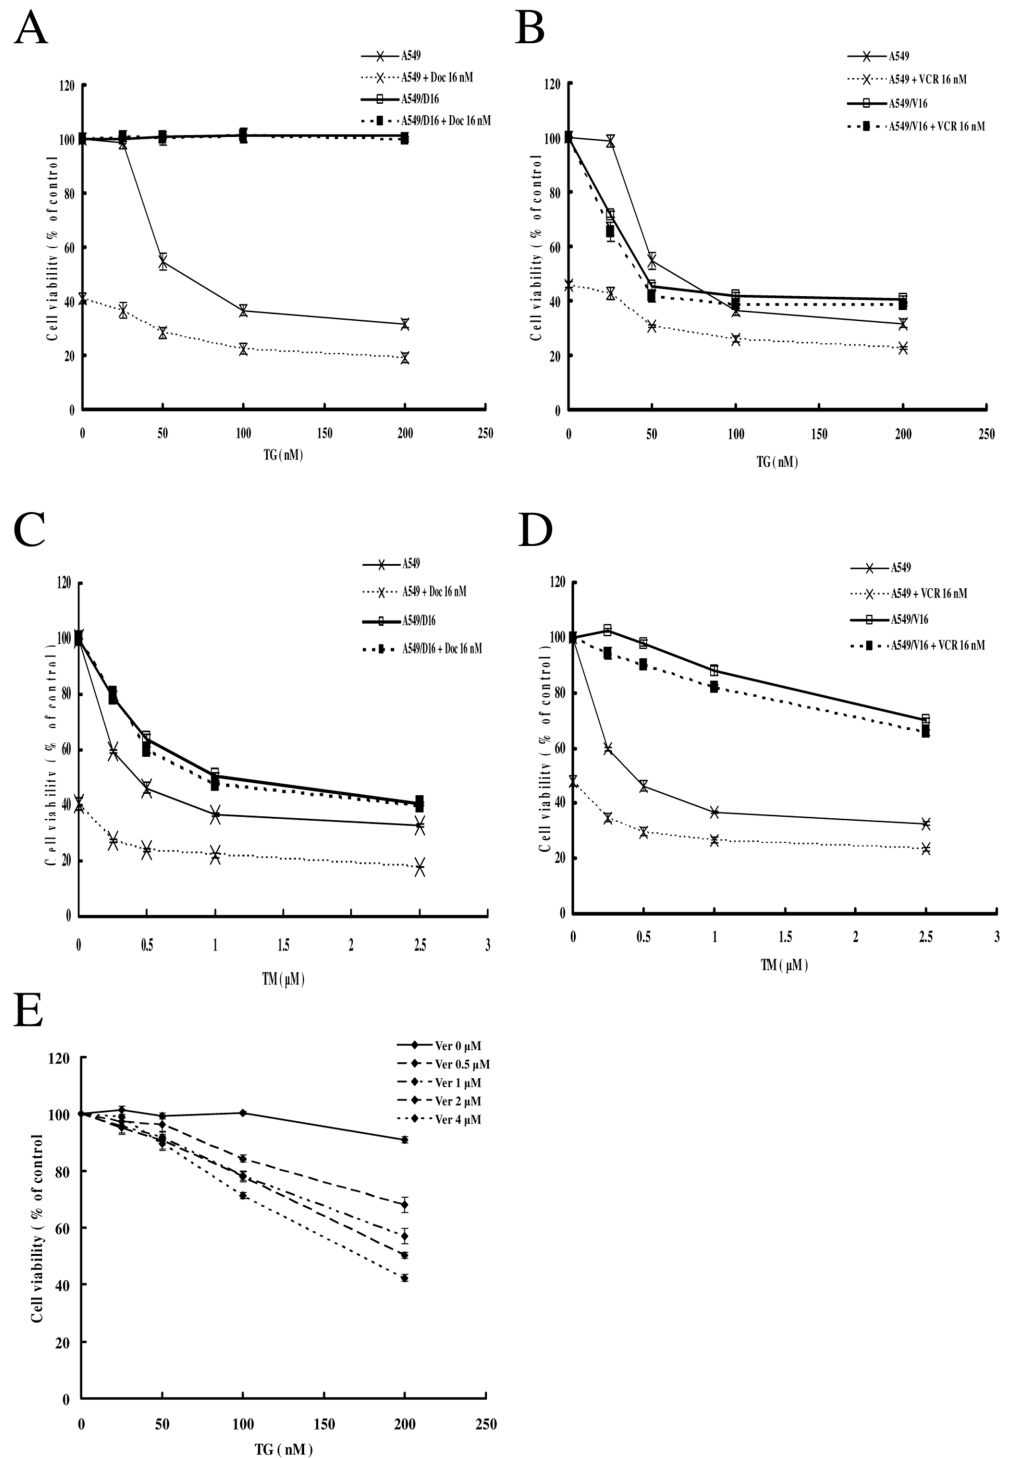 A
A549
A549 + Doc 16 nM
A549/D16
A549/D16 + Doc 16 nM
120
100
80
60
40
20
0
Cell viability ( % of control
0 50 100 150 200 250
TG ( nM )
B
A549
A549 + VCR 16 nM
A549/V16
A549/V16 + VCR 16 nM
120
100
80
60
40
20
0
Cell viability ( % of control
0 50 100 150 200 250
TG ( nM )
C
A549
A549 + Doc 16 nM
A549/D16
A549/D16 + Doc 16 nM
120
100
80
60
40
20
0
Cell viability ( % of control )
0 0.5 1 1.5 2 2.5 3
TM ( µM )
D
A549
A549 + VCR 16 nM
A549/V16
A549/V16 + VCR 16 nM
120
100
80
60
40
20
0
Cell viability ( % of control )
0 0.5 1 1.5 2 2.5 3
TM ( µM )
E
Ver 0 µM
Ver 0.5 µM
Ver 1 µM
Ver 2 µM
Ver 4 µM
120
100
80
60
40
20
0
Cell viability ( % of control
0 50 100 150 200 250
TG ( nM )